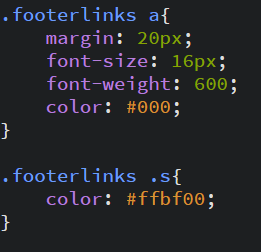 .footerlinks a{
    margin: 20px;
    font-size: 16px;
    font-weight: 600;
    color: #000;
}

.footerlinks .s{
    color: #ffbf00;
}